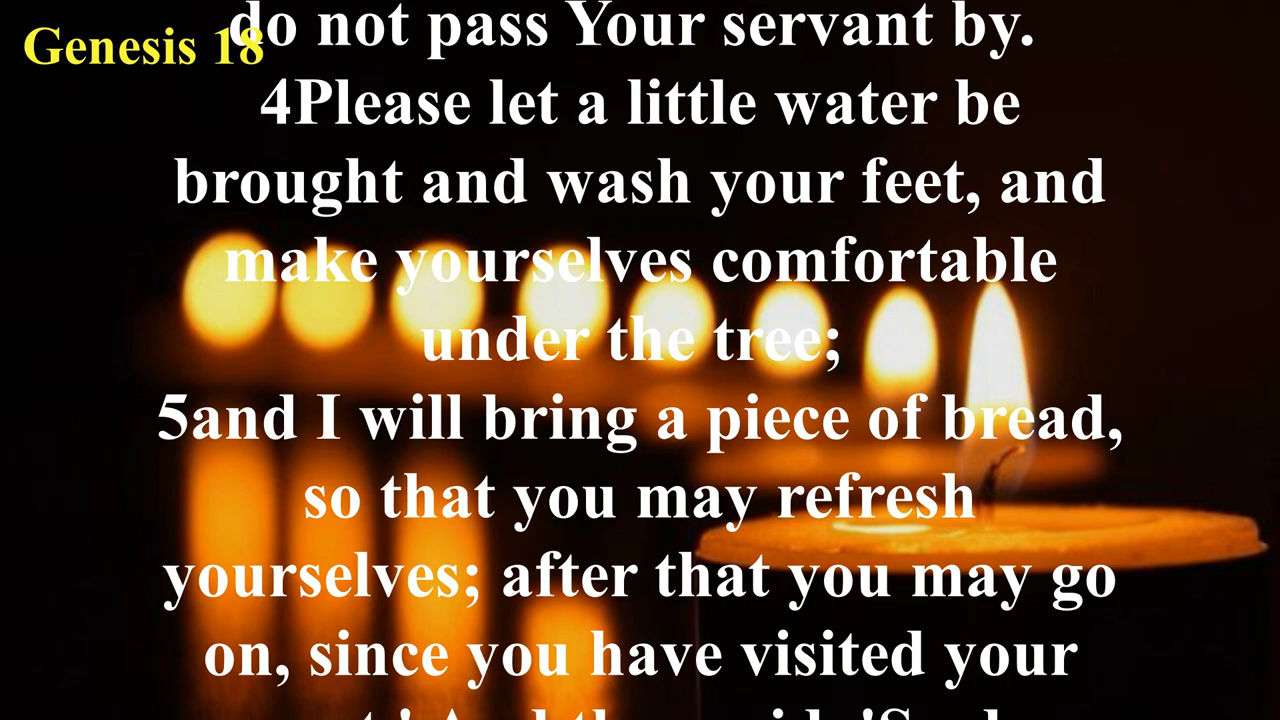 Genesis 18
do not pass Your servant by.
4Please let a little water be
brought and wash your feet, and
make yourselves comfortable
under the tree;
5and I will bring a piece of bread,
so that you may refresh
yourselves; after that you may go
on, since you have visited your